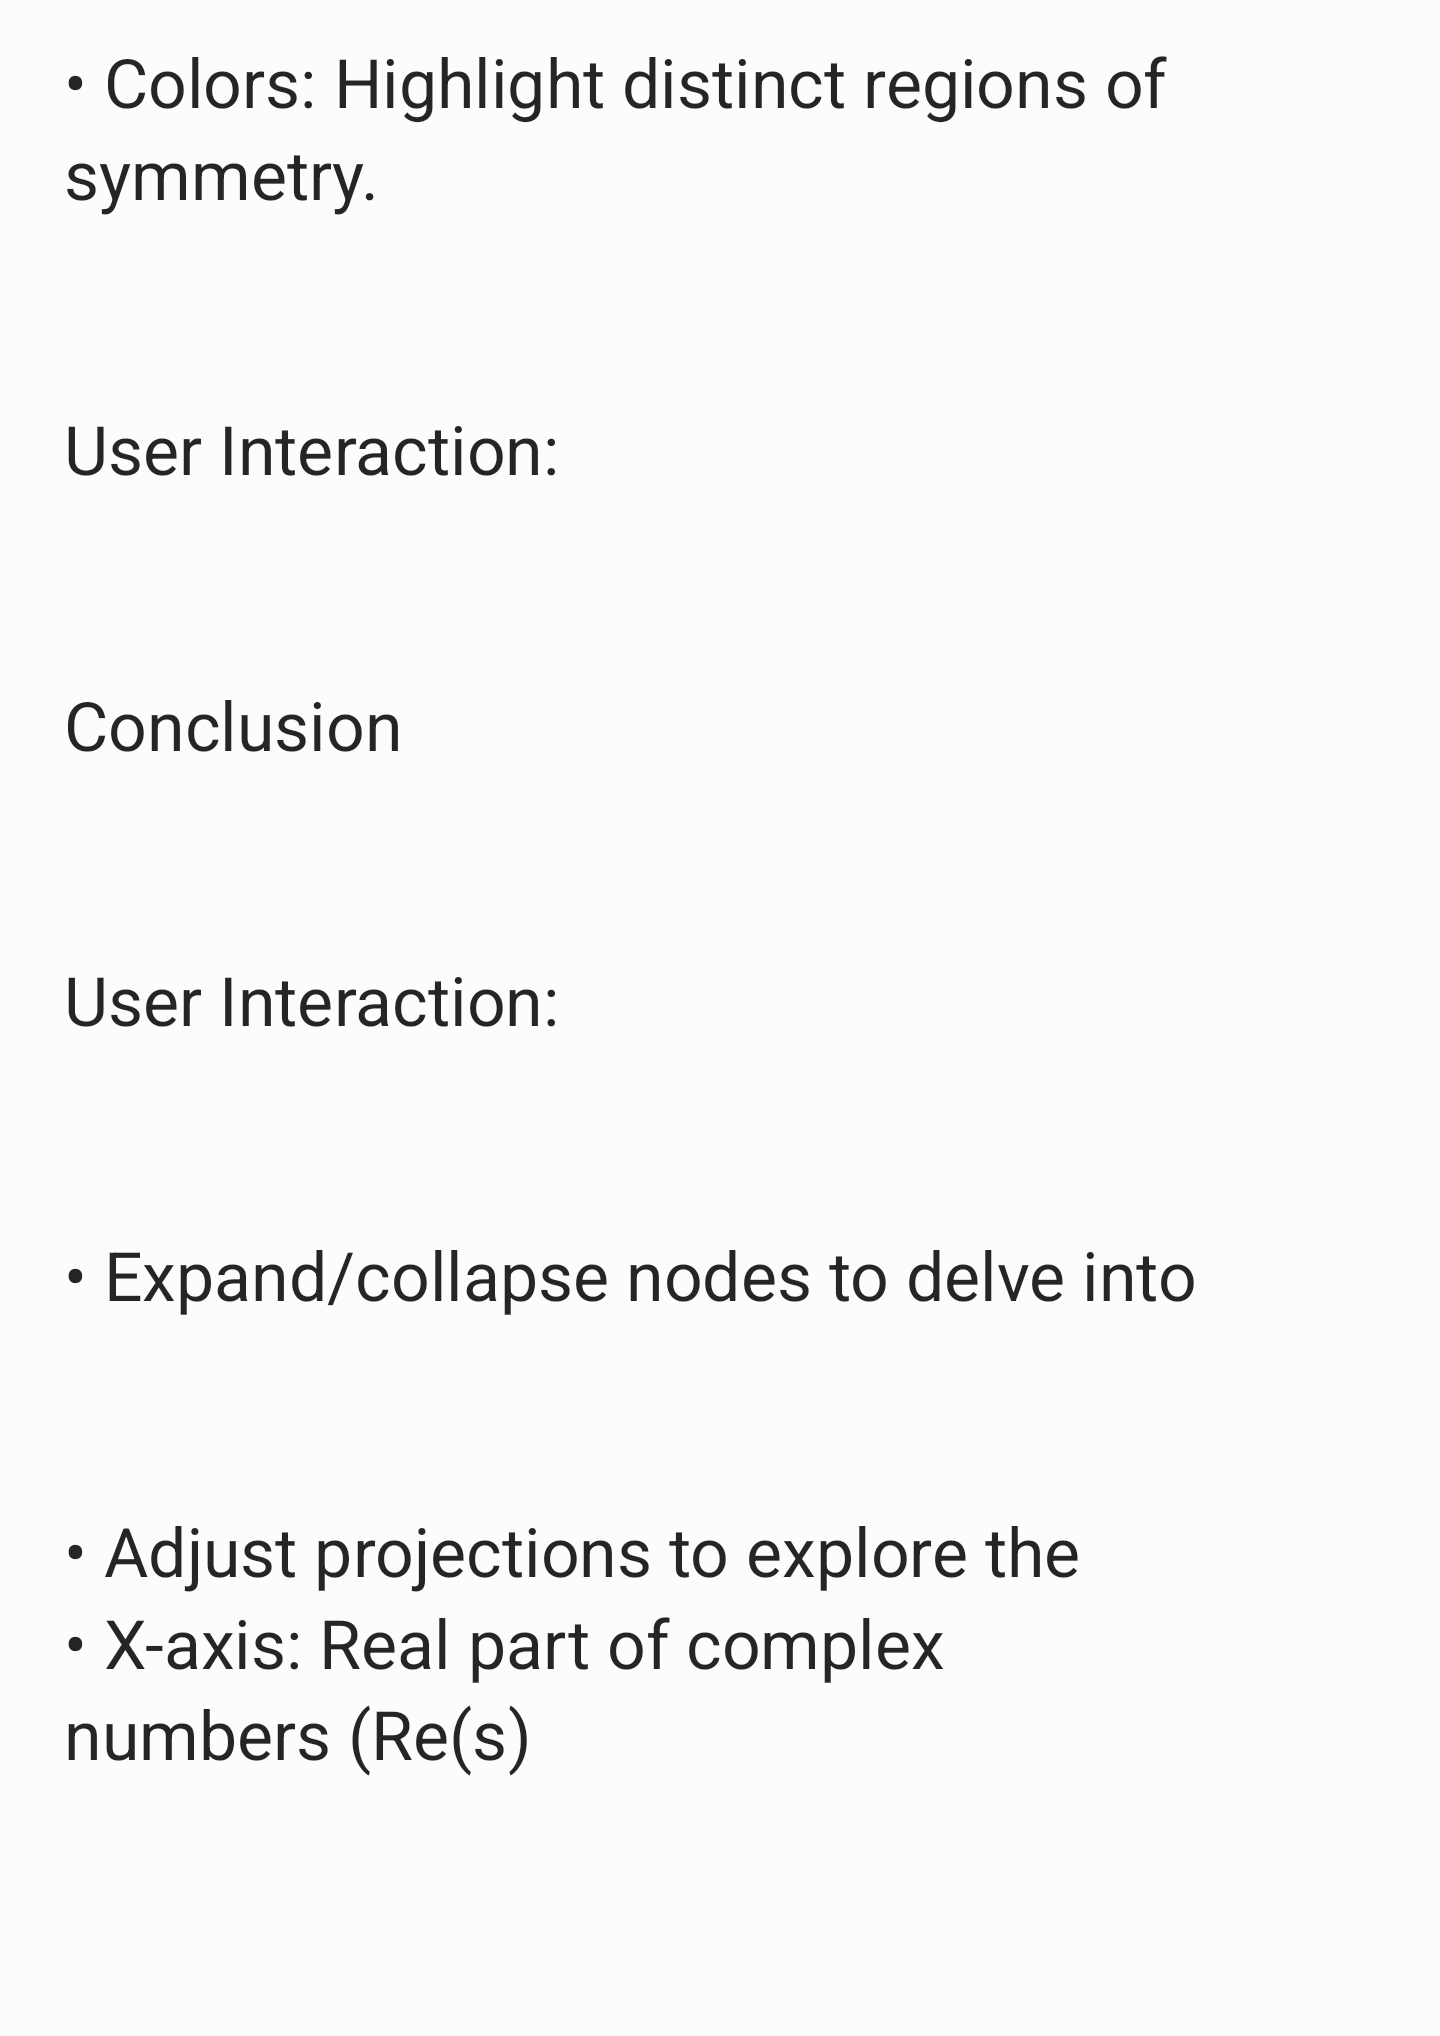 • Colors: Highlight distinct regions of
symmetry.
User Interaction:
Conclusion
User Interaction:
• Expand/collapse nodes to delve into
• Adjust projections to explore the
• X-axis: Real part of complex
numbers (Re(s)